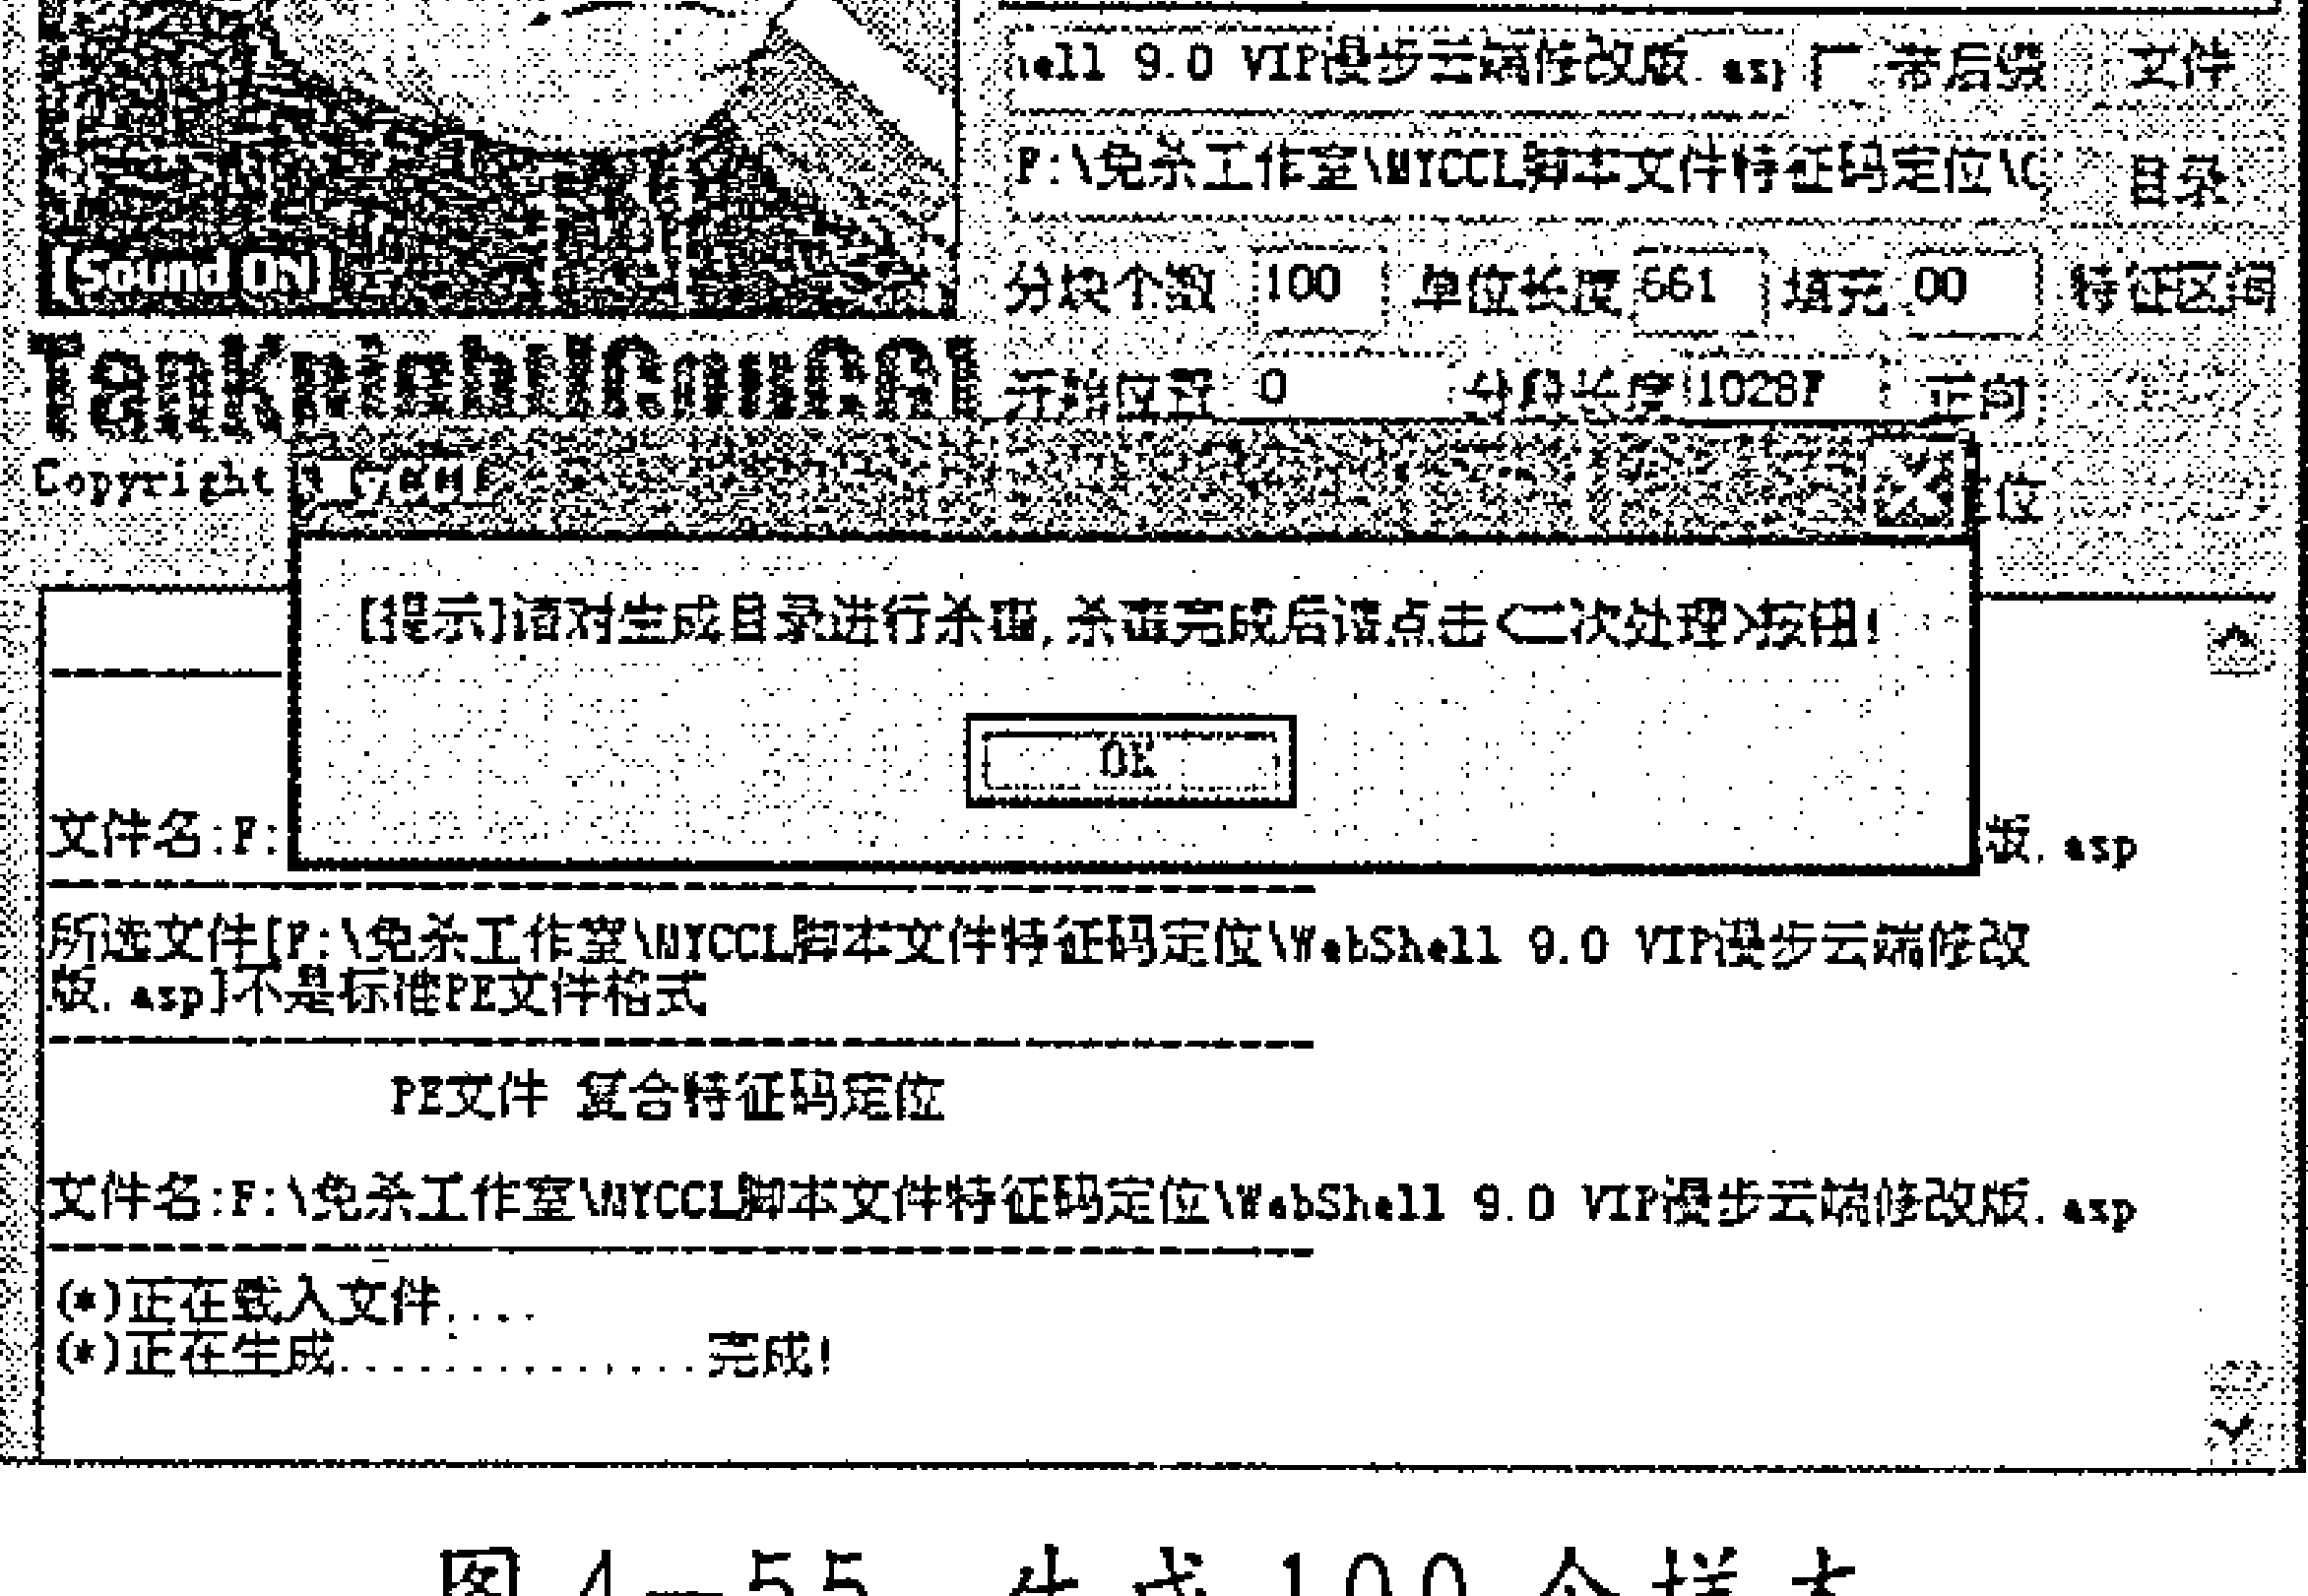 ell 9.0 VIP漫步云端修改版.asp 带后缀 文件
F:\免杀工作室\MYCCL脚本文件特征码定位\ 目录
[Sound ON]
分块个数 100 单位长度 661 填充 00 特征区间
开始位置 0 分段长度 1028F 正向
Copyright
位
[提示]请对生成目录进行杀毒,杀毒完成后请点击<二次处理>按钮!
OK
文件名:F: 版.asp
所选文件[F:\免杀工作室\MYCCL脚本文件特征码定位\WebShell 9.0 VIP漫步云端修改
版.asp]不是标准PE文件格式
PE文件 复合特征码定位
文件名:F:\免杀工作室\MYCCL脚本文件特征码定位\WebShell 9.0 VIP漫步云端修改版.asp
(*)正在载入文件....
(*)正在生成..............完成!
图 4-55 生成 100 个样本